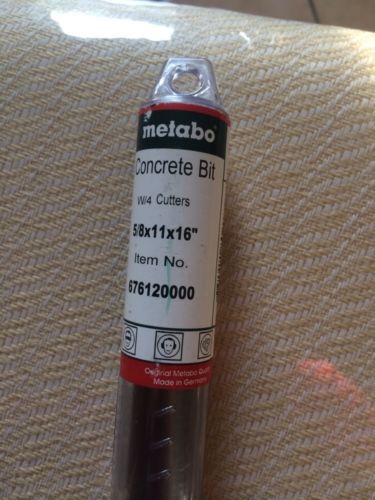 metabo
Concrete Bit
W/4 Cutters
5/8x11x16"
Item No.
676120000
Original Metabo Quality
Made in Germany